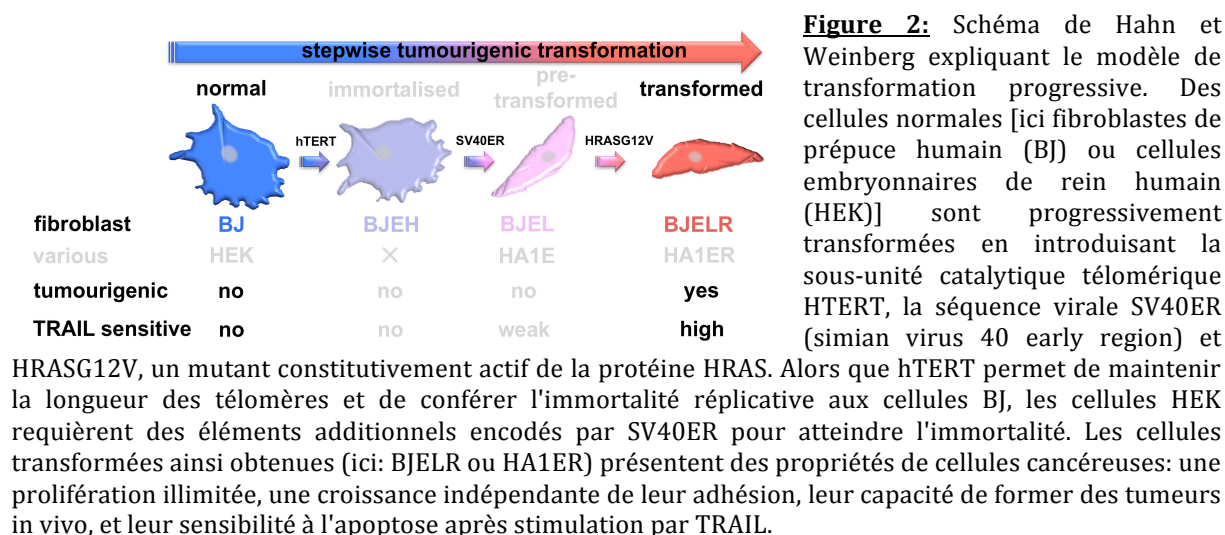 stepwise tumourigenic transformation
normal immortalised pre-transformed transformed
hTERT SV40ER HRASG12V
fibroblast BJ BJEH BJEL BJELR
various HEK × HA1E HA1ER
tumourigenic no no no yes
TRAIL sensitive no no weak high
Figure 2: Schéma de Hahn et
Weinberg expliquant le modèle de
transformation progressive. Des
cellules normales [ici fibroblastes de
prépuce humain (BJ) ou cellules
embryonnaires de rein humain
(HEK)] sont progressivement
transformées en introduisant la
sous-unité catalytique télomérique
HTERT, la séquence virale SV40ER
(simian virus 40 early region) et
HRASG12V, un mutant constitutivement actif de la protéine HRAS. Alors que hTERT permet de maintenir
la longueur des télomères et de conférer l'immortalité réplicative aux cellules BJ, les cellules HEK
requièrent des éléments additionnels encodés par SV40ER pour atteindre l'immortalité. Les cellules
transformées ainsi obtenues (ici: BJELR ou HA1ER) présentent des propriétés de cellules cancéreuses: une
prolifération illimitée, une croissance indépendante de leur adhésion, leur capacité de former des tumeurs
in vivo, et leur sensibilité à l'apoptose après stimulation par TRAIL.